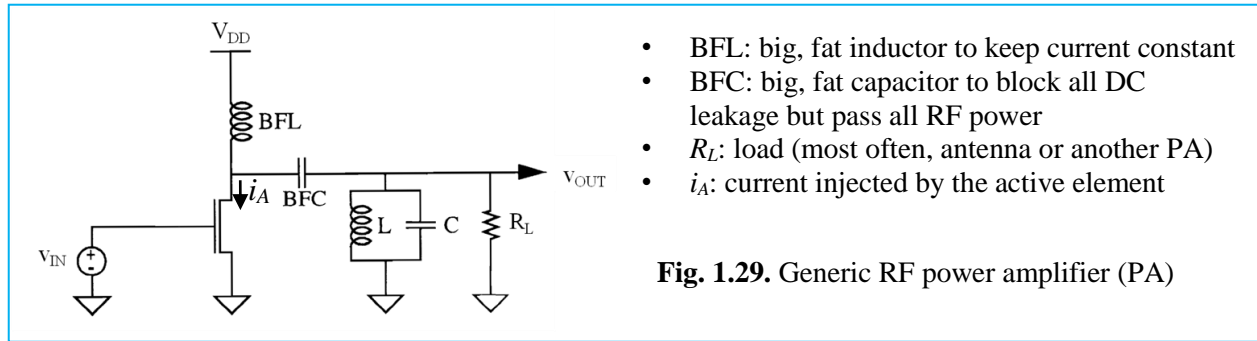 V_DD
BFL
i_A
BFC
v_OUT
L
C
R_L
v_IN
+
-
• BFL: big, fat inductor to keep current constant
• BFC: big, fat capacitor to block all DC
leakage but pass all RF power
• R_L: load (most often, antenna or another PA)
• i_A: current injected by the active element
Fig. 1.29. Generic RF power amplifier (PA)